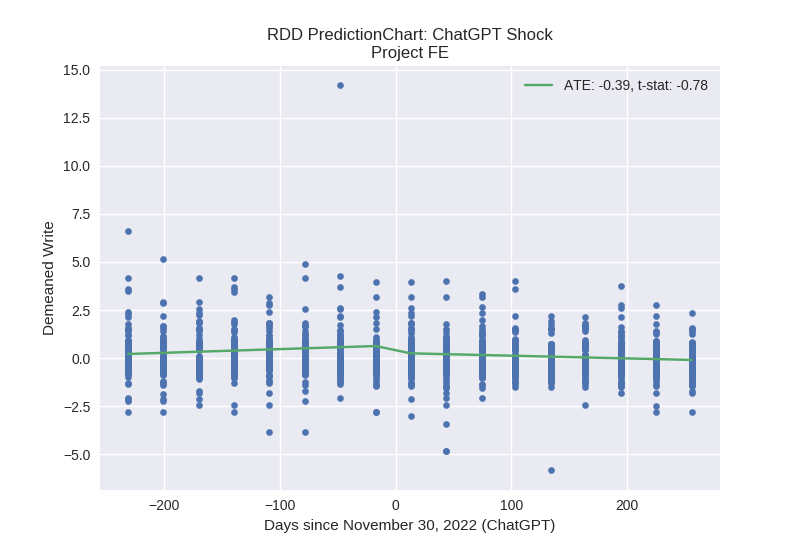 RDD PredictionChart: ChatGPT Shock
Project FE
ATE: -0.39, t-stat: -0.78
15.0
12.5
10.0
7.5
5.0
2.5
0.0
−2.5
−5.0
Demeaned Write
−200
−100
0
100
200
Days since November 30, 2022 (ChatGPT)